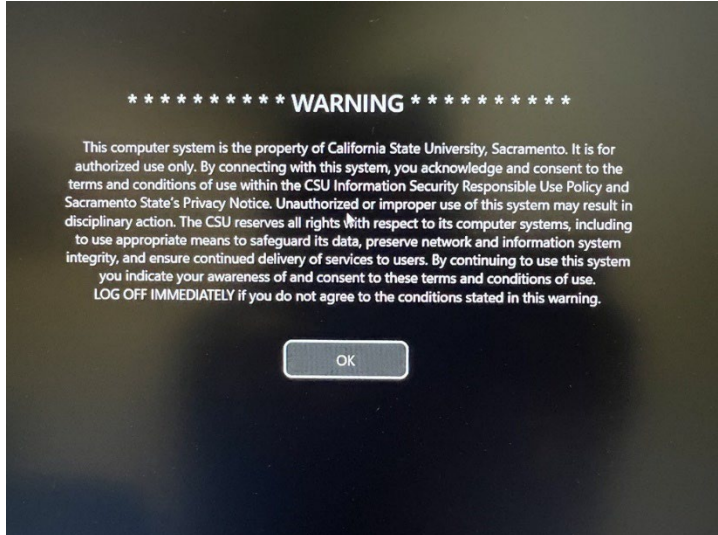 * * * * * * * * * * WARNING * * * * * * * * * *
This computer system is the property of California State University, Sacramento. It is for
authorized use only. By connecting with this system, you acknowledge and consent to the
terms and conditions of use within the CSU Information Security Responsible Use Policy and
Sacramento State's Privacy Notice. Unauthorized or improper use of this system may result in
disciplinary action. The CSU reserves all rights with respect to its computer systems, including
to use appropriate means to safeguard its data, preserve network and information system
integrity, and ensure continued delivery of services to users. By continuing to use this system
you indicate your awareness of and consent to these terms and conditions of use.
LOG OFF IMMEDIATELY if you do not agree to the conditions stated in this warning.
OK